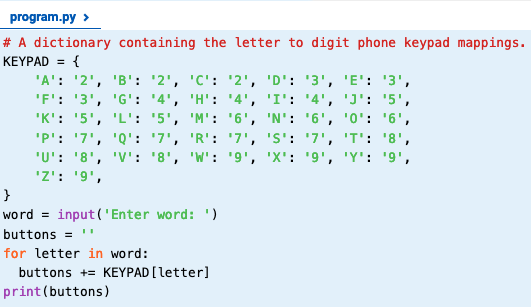 program.py >
# A dictionary containing the letter to digit phone keypad mappings.
KEYPAD = {
    'A': '2', 'B': '2', 'C': '2', 'D': '3', 'E': '3',
    'F': '3', 'G': '4', 'H': '4', 'I': '4', 'J': '5',
    'K': '5', 'L': '5', 'M': '6', 'N': '6', 'O': '6',
    'P': '7', 'Q': '7', 'R': '7', 'S': '7', 'T': '8',
    'U': '8', 'V': '8', 'W': '9', 'X': '9', 'Y': '9',
    'Z': '9',
}
word = input('Enter word: ')
buttons = ''
for letter in word:
  buttons += KEYPAD[letter]
print(buttons)